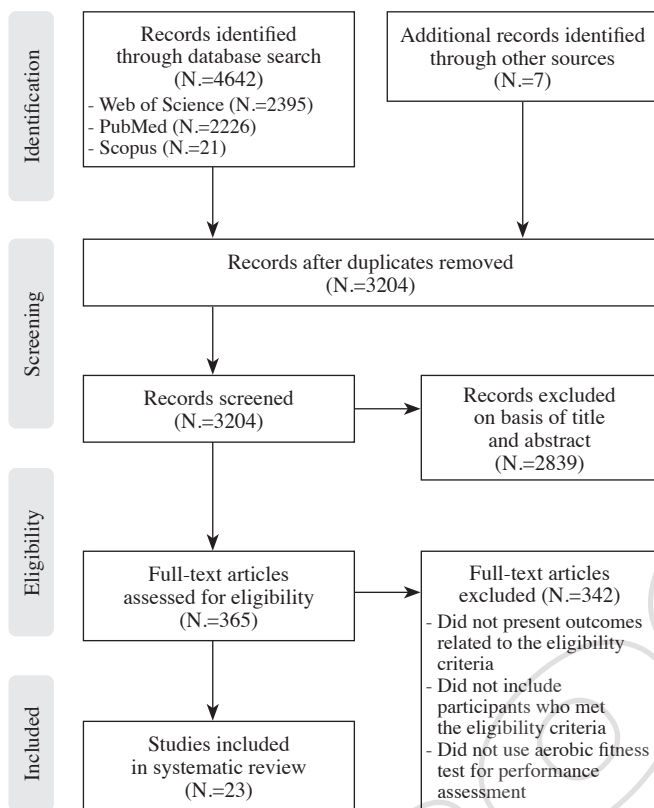 Identification
Records identified
through database search
(N.=4642)
- Web of Science (N.=2395)
- PubMed (N.=2226)
- Scopus (N.=21)
Additional records identified
through other sources
(N.=7)
Screening
Records after duplicates removed
(N.=3204)
Records screened
(N.=3204)
Records excluded
on basis of title
and abstract
(N.=2839)
Eligibility
Full-text articles
assessed for eligibility
(N.=365)
Full-text articles
excluded (N.=342)
- Did not present outcomes
related to the eligibility
criteria
- Did not include
participants who met
the eligibility criteria
- Did not use aerobic fitness
test for performance
assessment
Included
Studies included
in systematic review
(N.=23)